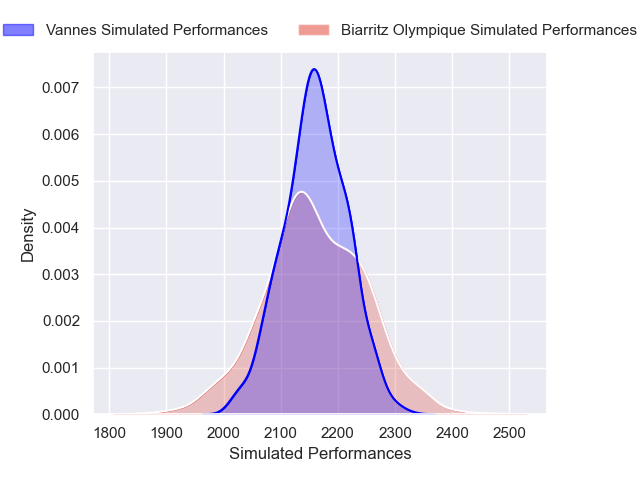 Vannes Simulated Performances
Biarritz Olympique Simulated Performances
0.007
0.006
0.005
0.004
0.003
0.002
0.001
0.000
Density
1800 1900 2000 2100 2200 2300 2400 2500
Simulated Performances